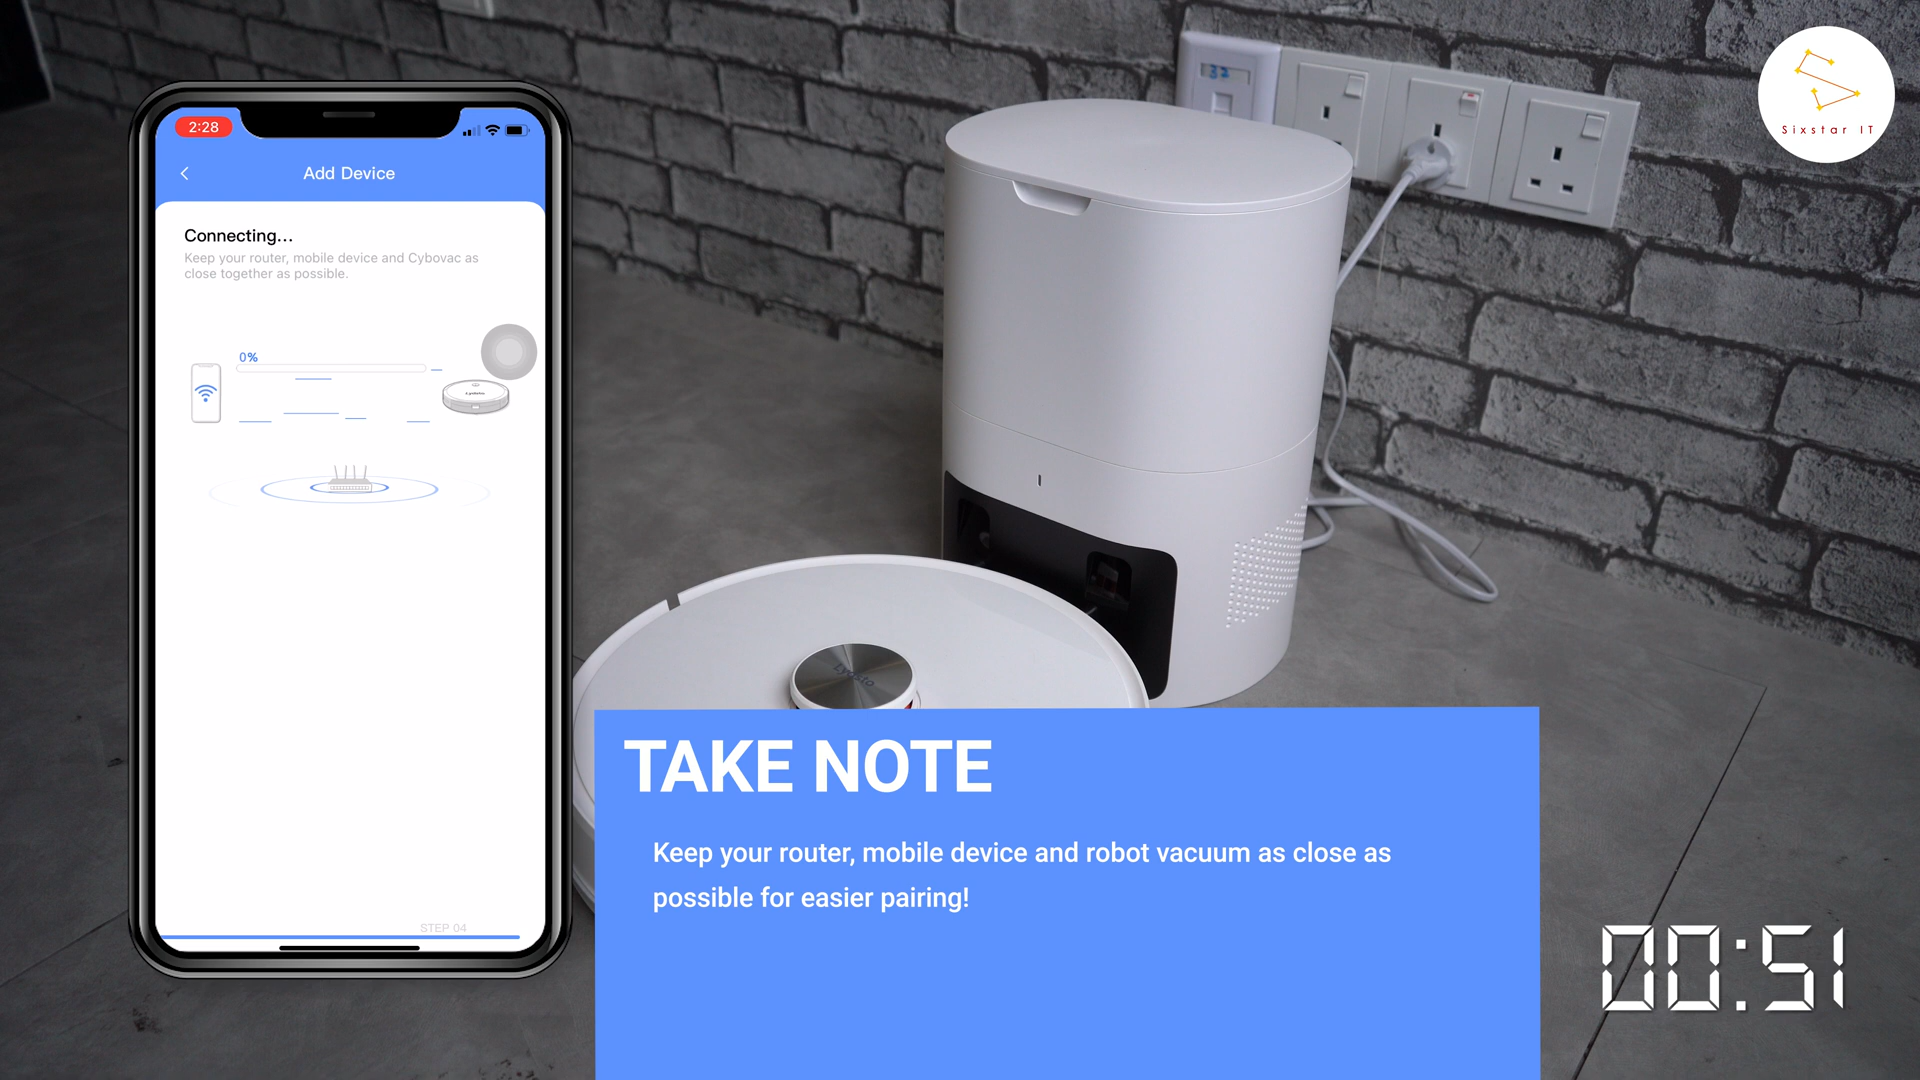 2:28
Add Device
Connecting...
Keep your router, mobile device and Cybovac as
close together as possible.
0%
STEP 04
32
Sixstar IT
TAKE NOTE
Keep your router, mobile device and robot vacuum as close as
possible for easier pairing!
00:51